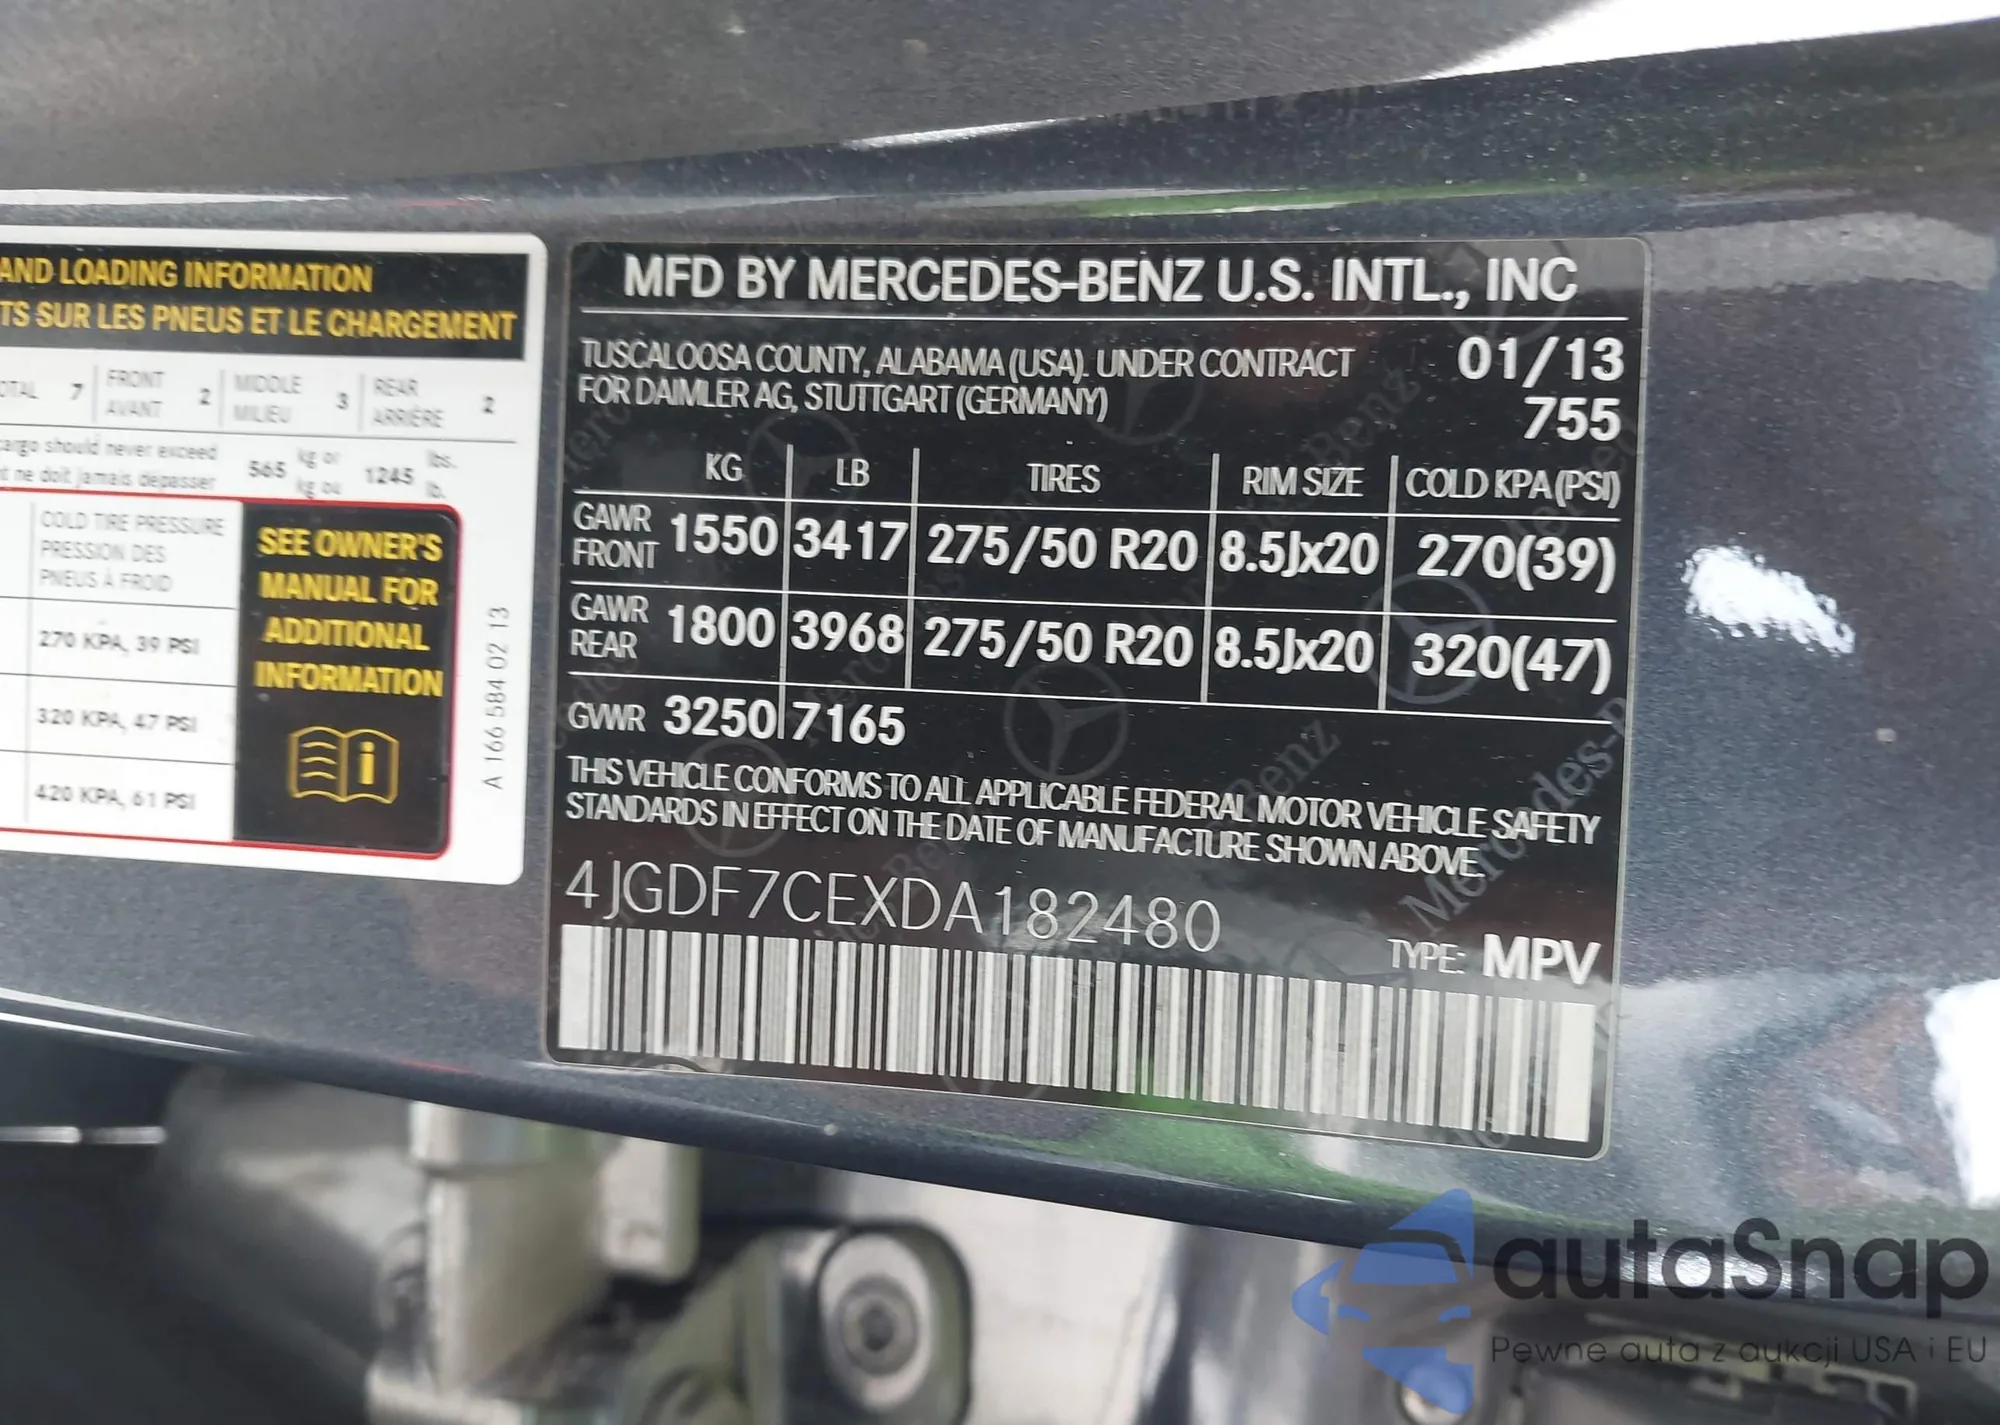 AND LOADING INFORMATION
TS SUR LES PNEUS ET LE CHARGEMENT
OTAL 7 FRONT AVANT 2 MIDDLE MILIEU 3 REAR ARRIÈRE 2
cargo should never exceed 565 kg or 1245 lbs.
t ne doit jamais dépasser kg ou lb.
COLD TIRE PRESSURE
PRESSION DES
PNEUS À FROID
270 KPA, 39 PSI
320 KPA, 47 PSI
420 KPA, 61 PSI
SEE OWNER'S
MANUAL FOR
ADDITIONAL
INFORMATION
A 166 584 02 13
MFD BY MERCEDES-BENZ U.S. INTL., INC
TUSCALOOSA COUNTY, ALABAMA (USA). UNDER CONTRACT 01/13
FOR DAIMLER AG, STUTTGART (GERMANY) 755
KG LB TIRES RIM SIZE COLD KPA(PSI)
GAWR FRONT 1550 3417 275/50 R20 8.5Jx20 270(39)
GAWR REAR 1800 3968 275/50 R20 8.5Jx20 320(47)
GVWR 3250 7165
THIS VEHICLE CONFORMS TO ALL APPLICABLE FEDERAL MOTOR VEHICLE SAFETY
STANDARDS IN EFFECT ON THE DATE OF MANUFACTURE SHOWN ABOVE.
4JGDF7CEXDA182480
TYPE: MPV
autaSnap
Pewne auta z aukcji USA i EU